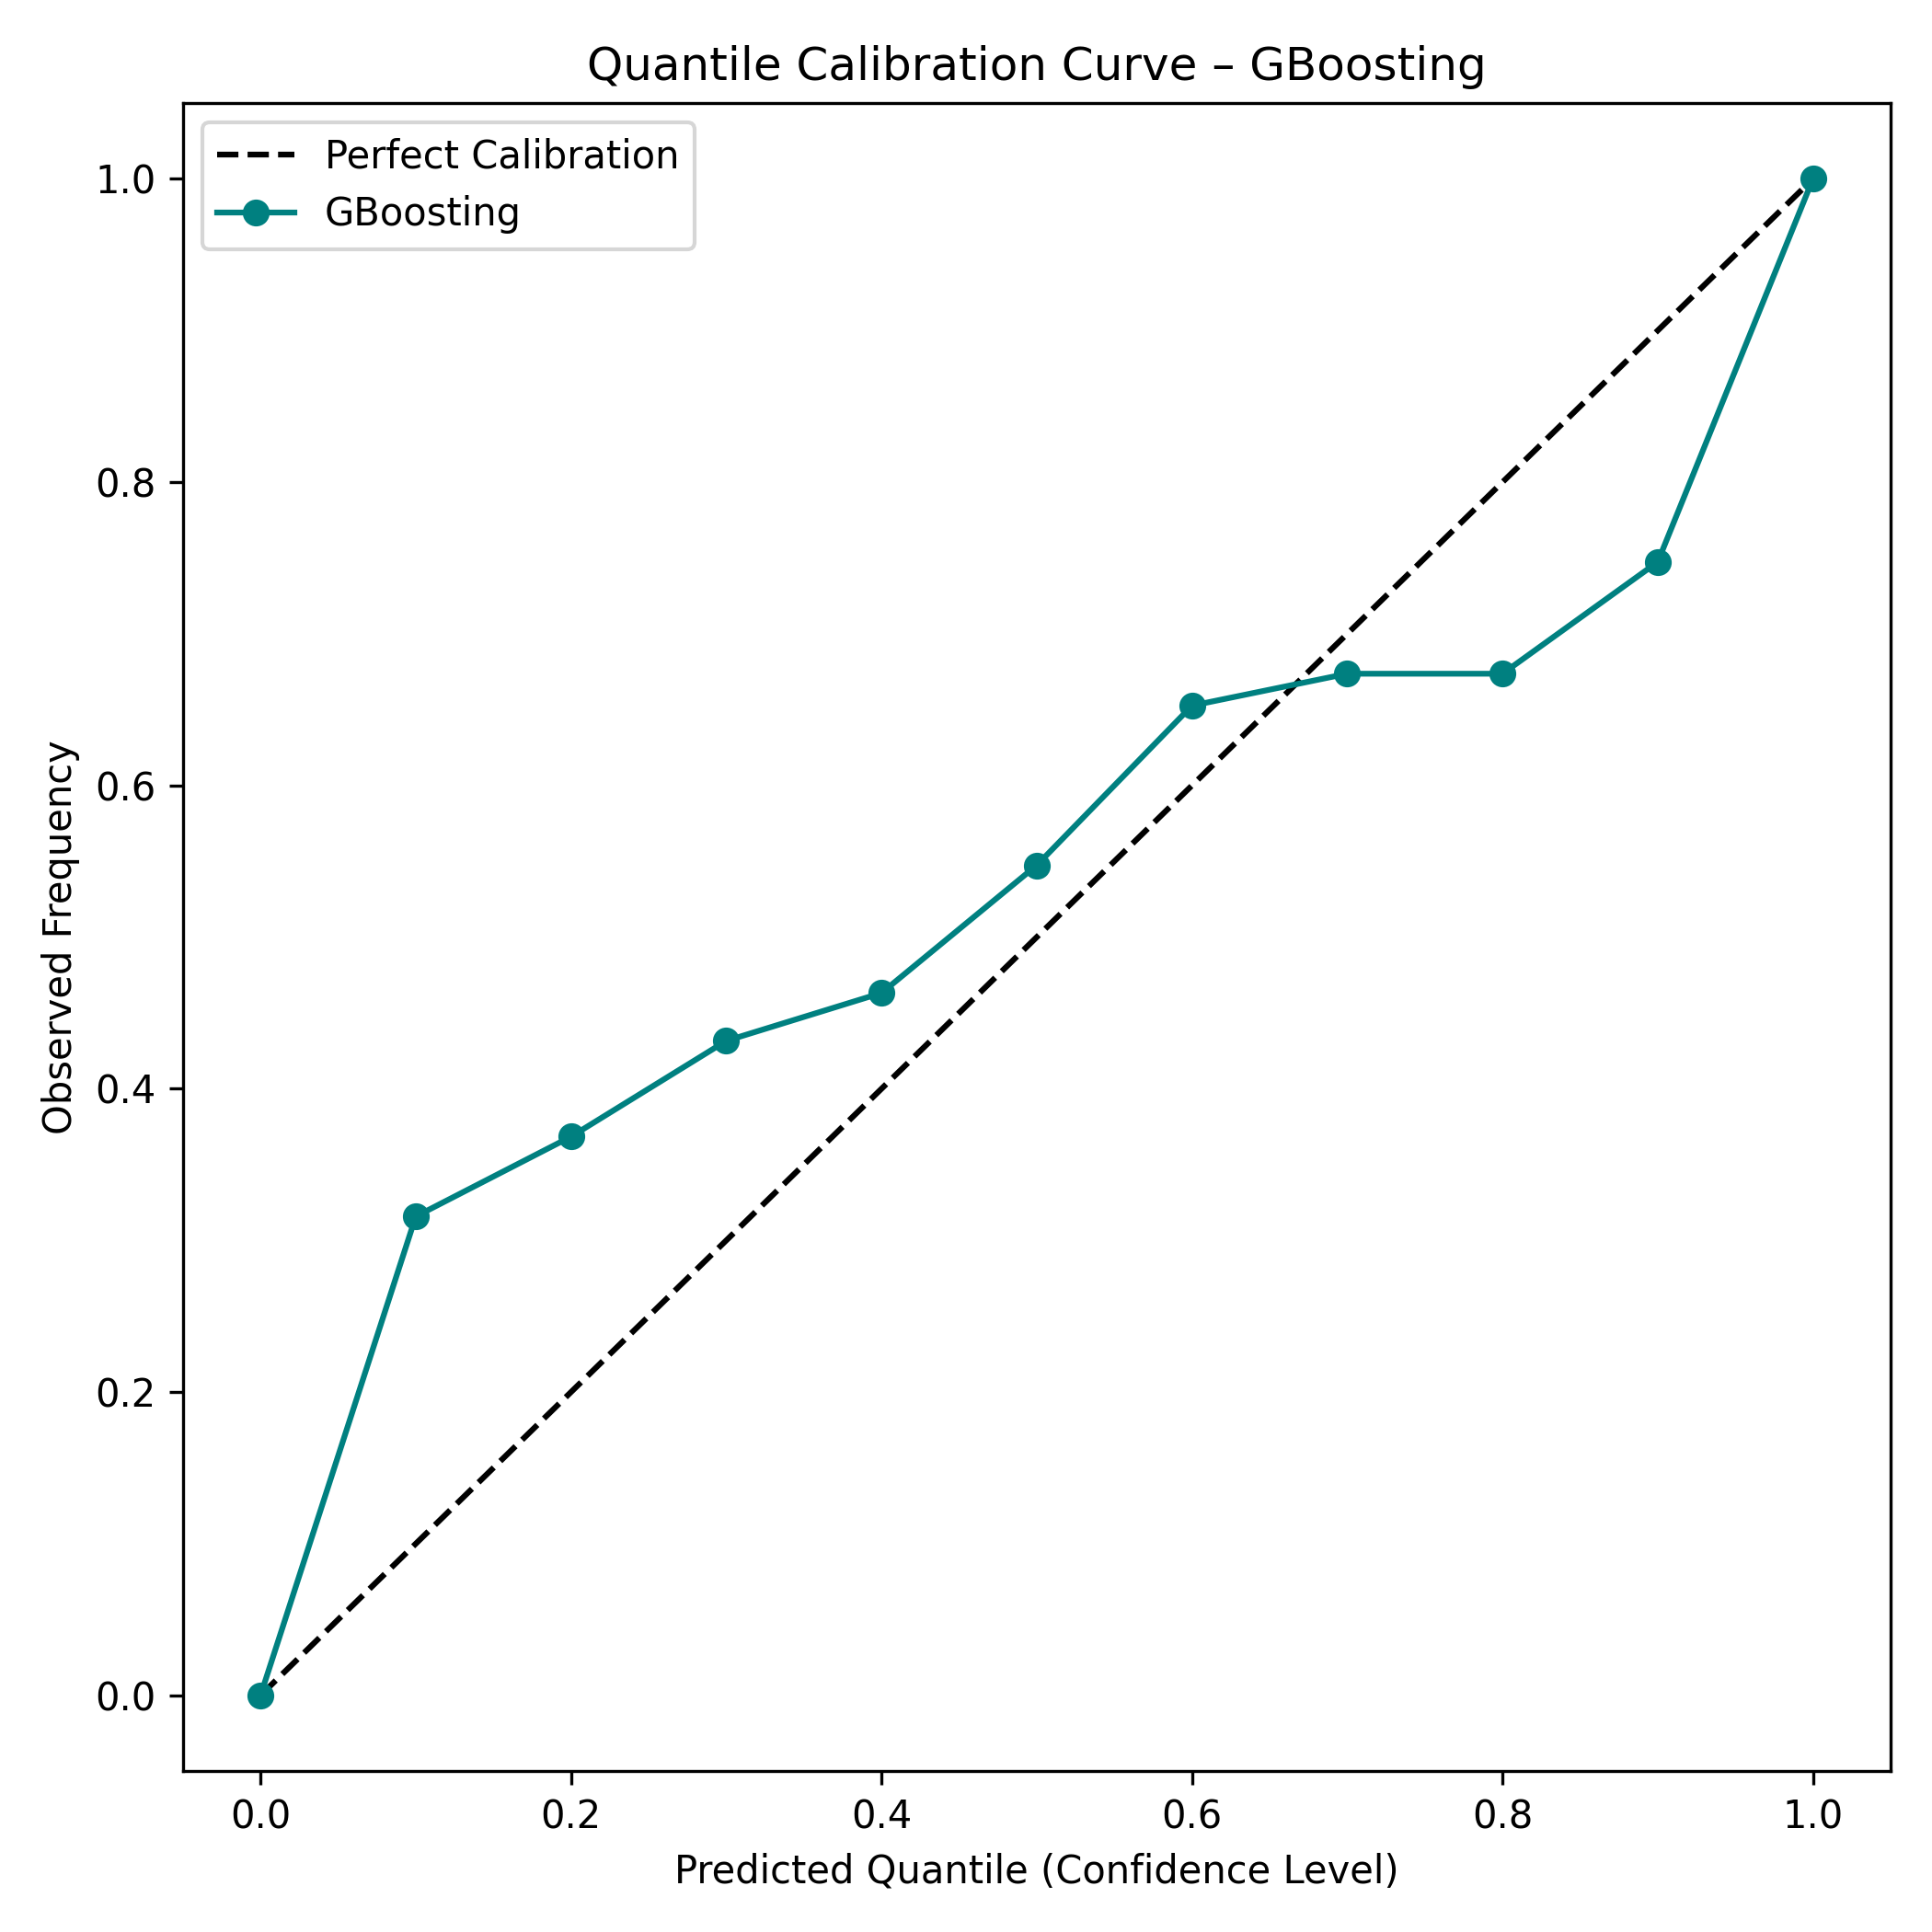 Quantile Calibration Curve – GBoosting
Perfect Calibration
GBoosting
Observed Frequency
1.0
0.8
0.6
0.4
0.2
0.0
0.0 0.2 0.4 0.6 0.8 1.0
Predicted Quantile (Confidence Level)